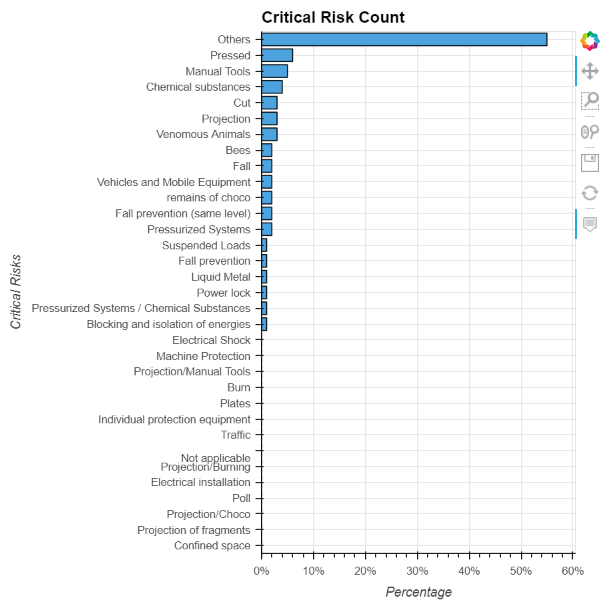 Critical Risk Count
Others
Pressed
Manual Tools
Chemical substances
Cut
Projection
Venomous Animals
Bees
Fall
Vehicles and Mobile Equipment
remains of choco
Fall prevention (same level)
Pressurized Systems
Suspended Loads
Fall prevention
Liquid Metal
Power lock
Pressurized Systems / Chemical Substances
Blocking and isolation of energies
Electrical Shock
Machine Protection
Projection/Manual Tools
Burn
Plates
Individual protection equipment
Traffic
Not applicable
Projection/Burning
Electrical installation
Poll
Projection/Choco
Projection of fragments
Confined space
Critical Risks
0% 10% 20% 30% 40% 50% 60%
Percentage